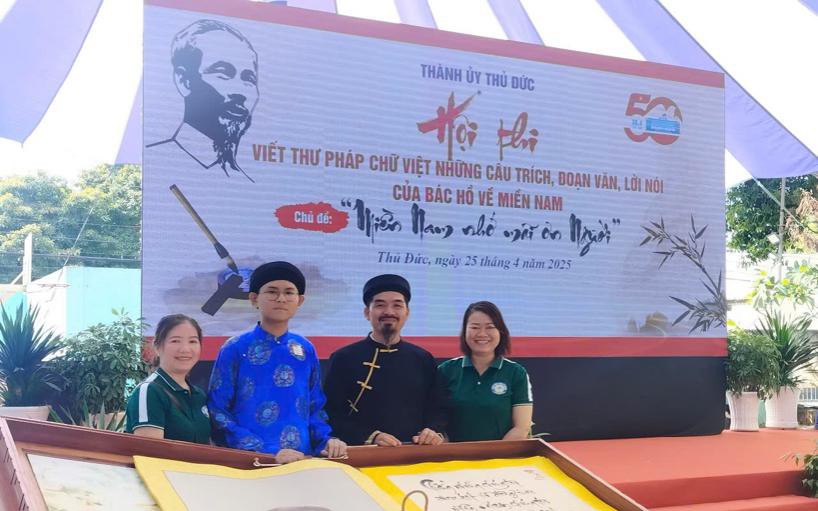 THÀNH ỦY THỦ ĐỨC
Hội thi
VIẾT THƯ PHÁP CHỮ VIỆT NHỮNG CÂU TRÍCH, ĐOẠN VĂN, LỜI NÓI
CỦA BÁC HỒ VỀ MIỀN NAM
Chủ đề: "Miền Nam nhớ mãi ơn Người"
Thủ Đức, ngày 25 tháng 4 năm 2025
50